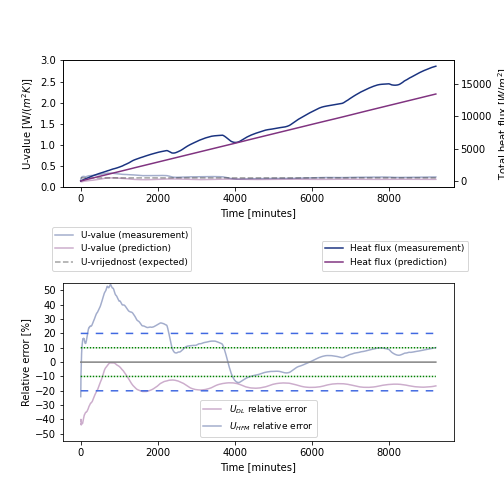 3.0
2.5
2.0
1.5
1.0
0.5
0.0
U-value [W/(m²K)]
15000
10000
5000
0
Total heat flux [W/m²]
0 2000 4000 6000 8000
Time [minutes]
U-value (measurement)
U-value (prediction)
U-vrijednost (expected)
Heat flux (measurement)
Heat flux (prediction)
50
40
30
20
10
0
−10
−20
−30
−40
−50
Relative error [%]
U_DL relative error
U_HFM relative error
0 2000 4000 6000 8000
Time [minutes]